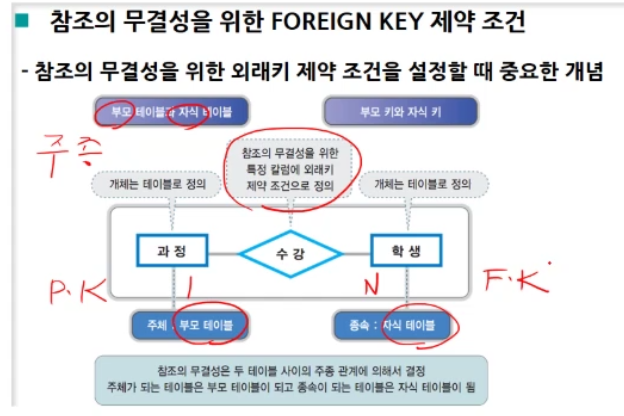 참조의 무결성을 위한 FOREIGN KEY 제약 조건
- 참조의 무결성을 위한 외래키 제약 조건을 설정할 때 중요한 개념
부모 테이블과 자식 테이블
부모 키와 자식 키
주종
참조의 무결성을 위한
특정 칼럼에 외래키
제약 조건으로 정의
개체는 테이블로 정의
개체는 테이블로 정의
과정
수강
학생
P.K
1
N
F.K
주체 : 부모 테이블
종속 : 자식 테이블
참조의 무결성은 두 테이블 사이의 주종 관계에 의해서 결정
주체가 되는 테이블은 부모 테이블이 되고 종속이 되는 테이블은 자식 테이블이 됨